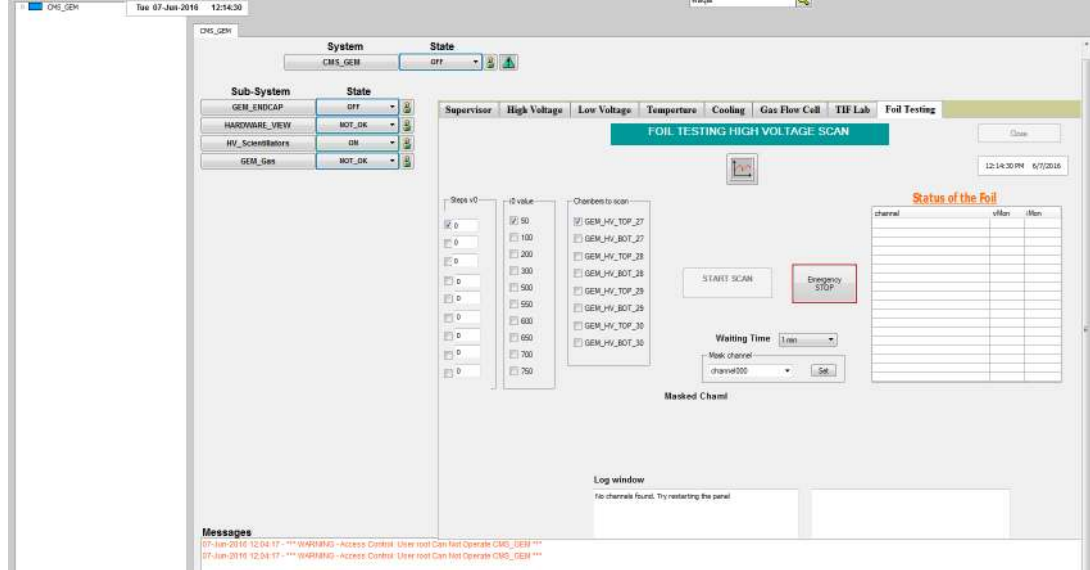 CMS_GEM
Tue 07-Jun-2016 12:14:30
CMS_GEM
System State
CMS_GEM OFF
Sub-System State
GEM_ENDCAP OFF
HARDWARE_VIEW NOT_OK
HV_Scientillators ON
GEM_Gas NOT_OK
Supervisor High Voltage Low Voltage Temperture Cooling Gas Flow Cell TIF Lab Foil Testing
FOIL TESTING HIGH VOLTAGE SCAN
Close
12:14:30 PM 6/7/2016
Steps v0
0
0
0
0
0
0
0
0
0
i0 value
50
100
200
300
500
550
600
650
700
750
Chambers to scan
GEM_HV_TOP_27
GEM_HV_BOT_27
GEM_HV_TOP_28
GEM_HV_BOT_28
GEM_HV_TOP_29
GEM_HV_BOT_29
GEM_HV_TOP_30
GEM_HV_BOT_30
START SCAN
Emergency
STOP
Waiting Time 1 min
Mask channel
channel000 Set
Masked Chaml
Status of the Foil
channel vMon iMon
Log window
No channels found. Try restarting the panel
Messages
07-Jun-2016 12:04:17 - *** WARNING - Access Control: User root Can Not Operate CMS_GEM ***
07-Jun-2016 12:04:17 - *** WARNING - Access Control: User root Can Not Operate CMS_GEM ***